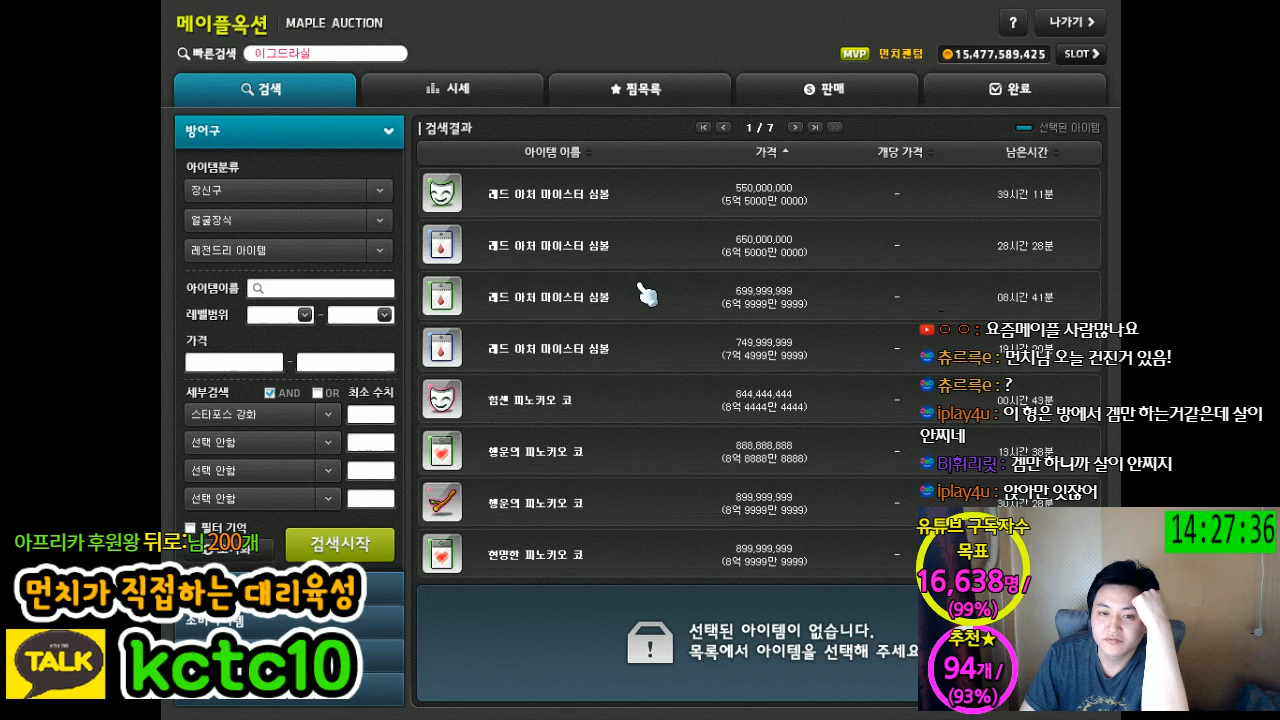 메이플옥션 MAPLE AUCTION
? 나가기
빠른검색 이그드라실
MVP 먼치렌텀 15,477,589,425 SLOT
검색 시세 찜목록 판매 완료
방어구
아이템분류
장신구
얼굴장식
레전드리 아이템
아이템이름
레벨범위 -
가격
-
세부검색 AND OR 최소 수치
스타포스 강화
선택 안함
선택 안함
선택 안함
필터 기억
검색시작
검색결과 1 / 7 선택된 아이템
아이템 이름 가격 개당 가격 남은시간
레드 아처 마이스터 심볼 550,000,000 (5억 5000만 0000) - 39시간 11분
레드 아처 마이스터 심볼 650,000,000 (6억 5000만 0000) - 28시간 28분
레드 아처 마이스터 심볼 699,999,999 (6억 9999만 9999) - 08시간 41분
레드 아처 마이스터 심볼 749,999,999 (7억 4999만 9999) -
힘센 피노키오 코 844,444,444 (8억 4444만 4444) - 00시간 43분
행운의 피노키오 코 888,888,888 (8억 8888만 8888) - 13시간 38분
행운의 피노키오 코 899,999,999 (8억 9999만 9999) -
현명한 피노키오 코 899,999,999 (8억 9999만 9999) -
선택된 아이템이 없습니다.
목록에서 아이템을 선택해 주세요
ㅇ ㅇ : 요즘메이플 사람많나요
츄르륵e : 먼치님 오늘 건진거 있음!
츄르륵e : ?
iplay4u : 이 형은 방에서 겜만 하는거같은데 살이
안찌네
B|휘리릿 : 겜만 하니까 살이 안찌지
iplay4u : 앉아만 잇잖어
아프리카 후원왕 뒤로:님 200개
먼치가 직접하는 대리육성
TALK kctc10
유튜브 구독자수
목표
16,638명/
(99%)
추천★
94개/
(93%)
14:27:36